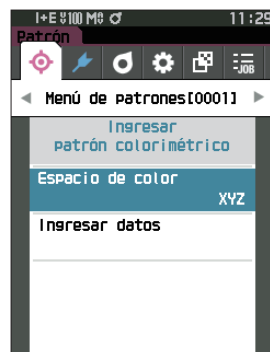 I+E 100 M0 11:29
Patrón
-JOB
Menú de patrones[0001]
Ingresar
patrón colorimétrico
Espacio de color
XYZ
Ingresar datos